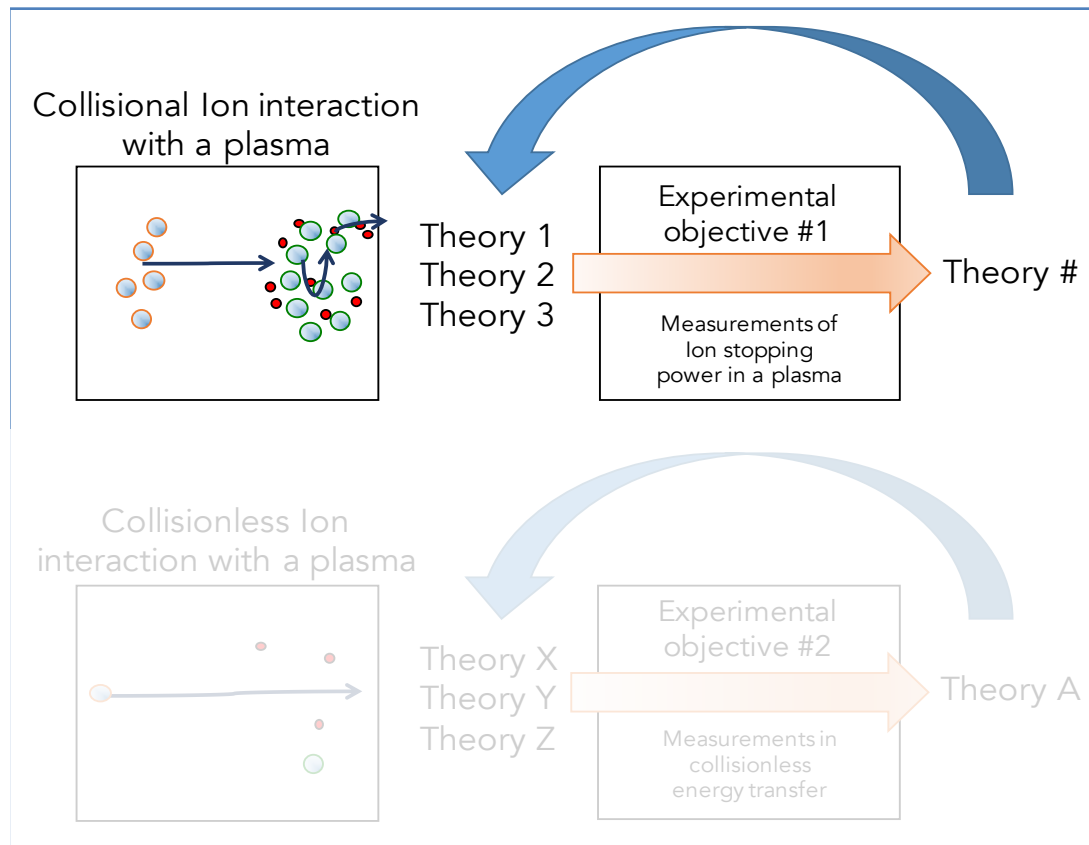 Collisional Ion interaction
with a plasma
Theory 1
Theory 2
Theory 3
Experimental
objective #1
Measurements of
Ion stopping
power in a plasma
Theory #
Collisionless Ion
interaction with a plasma
Theory X
Theory Y
Theory Z
Experimental
objective #2
Measurements in
collisionless
energy transfer
Theory A